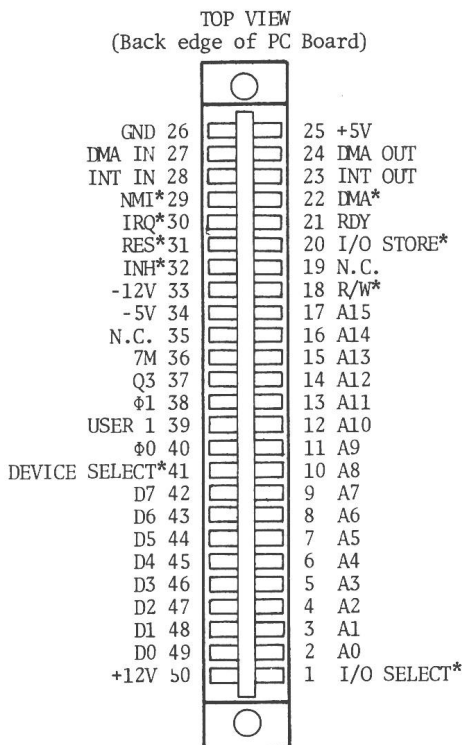 TOP VIEW
(Back edge of PC Board)
GND 26 25 +5V
DMA IN 27 24 DMA OUT
INT IN 28 23 INT OUT
NMI* 29 22 DMA*
IRQ* 30 21 RDY
RES* 31 20 I/O STORE*
INH* 32 19 N.C.
-12V 33 18 R/W*
-5V 34 17 A15
N.C. 35 16 A14
7M 36 15 A13
Q3 37 14 A12
Φ1 38 13 A11
USER 1 39 12 A10
Φ0 40 11 A9
DEVICE SELECT* 41 10 A8
D7 42 9 A7
D6 43 8 A6
D5 44 7 A5
D4 45 6 A4
D3 46 5 A3
D2 47 4 A2
D1 48 3 A1
D0 49 2 A0
+12V 50 1 I/O SELECT*